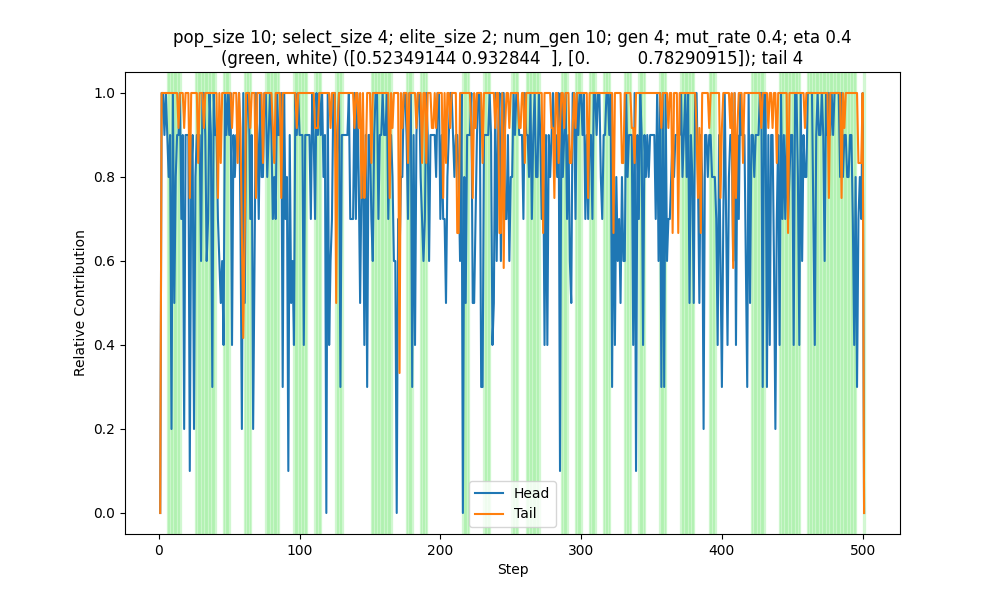 pop_size 10; select_size 4; elite_size 2; num_gen 10; gen 4; mut_rate 0.4; eta 0.4
(green, white) ([0.52349144 0.932844  ], [0.         0.78290915]); tail 4
1.0
0.8
0.6
0.4
0.2
0.0
Relative Contribution
Head
Tail
0
100
200
300
400
500
Step